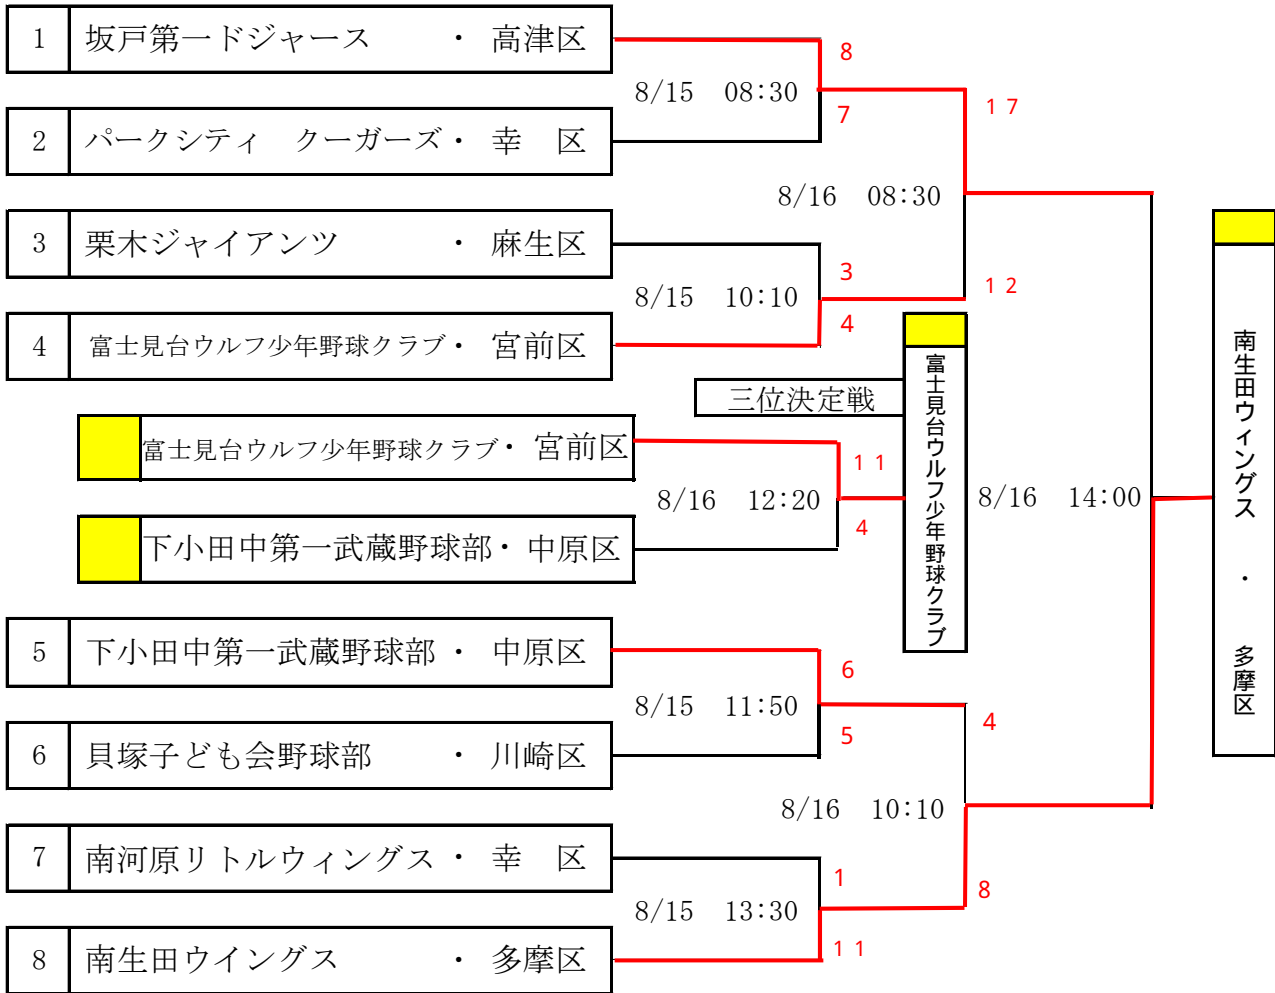 1 坂戸第一ドジャース ・ 高津区
8
8/15 08:30
7
17
2 パークシティ クーガーズ・ 幸 区
8/16 08:30
3 栗木ジャイアンツ ・ 麻生区
3
12
8/15 10:10
4
4 富士見台ウルフ少年野球クラブ・ 宮前区
三位決定戦
富士見台ウルフ少年野球クラブ・ 宮前区
11
8/16 12:20
4
下小田中第一武蔵野球部・ 中原区
富士見台ウルフ少年野球クラブ
8/16 14:00
南生田ウィングス ・ 多摩区
5 下小田中第一武蔵野球部 ・ 中原区
6
8/15 11:50
5
4
6 貝塚子ども会野球部 ・ 川崎区
8/16 10:10
7 南河原リトルウィングス ・ 幸 区
1
8
8/15 13:30
11
8 南生田ウイングス ・ 多摩区